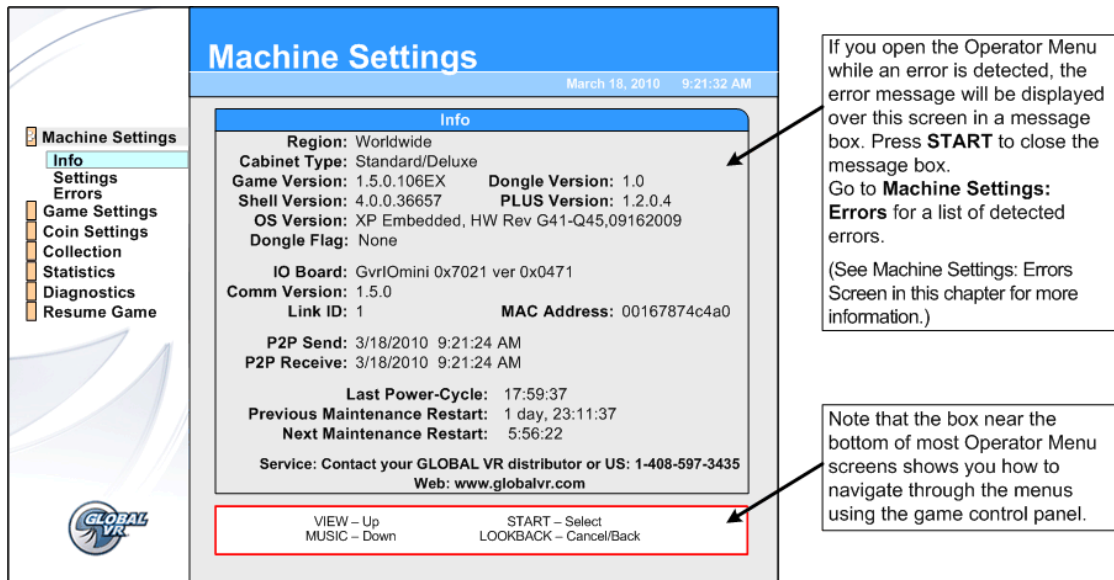 Machine Settings
March 18, 2010 9:21:32 AM
Machine Settings
Info
Settings
Errors
Game Settings
Coin Settings
Collection
Statistics
Diagnostics
Resume Game
GLOBAL
VR
Info
Region: Worldwide
Cabinet Type: Standard/Deluxe
Game Version: 1.5.0.106EX Dongle Version: 1.0
Shell Version: 4.0.0.36657 PLUS Version: 1.2.0.4
OS Version: XP Embedded, HW Rev G41-Q45,09162009
Dongle Flag: None
IO Board: GvrIOmini 0x7021 ver 0x0471
Comm Version: 1.5.0
Link ID: 1 MAC Address: 00167874c4a0
P2P Send: 3/18/2010 9:21:24 AM
P2P Receive: 3/18/2010 9:21:24 AM
Last Power-Cycle: 17:59:37
Previous Maintenance Restart: 1 day, 23:11:37
Next Maintenance Restart: 5:56:22
Service: Contact your GLOBAL VR distributor or US: 1-408-597-3435
Web: www.globalvr.com
VIEW – Up START – Select
MUSIC – Down LOOKBACK – Cancel/Back
If you open the Operator Menu
while an error is detected, the
error message will be displayed
over this screen in a message
box. Press START to close the
message box.
Go to Machine Settings:
Errors for a list of detected
errors.
(See Machine Settings: Errors
Screen in this chapter for more
information.)
Note that the box near the
bottom of most Operator Menu
screens shows you how to
navigate through the menus
using the game control panel.